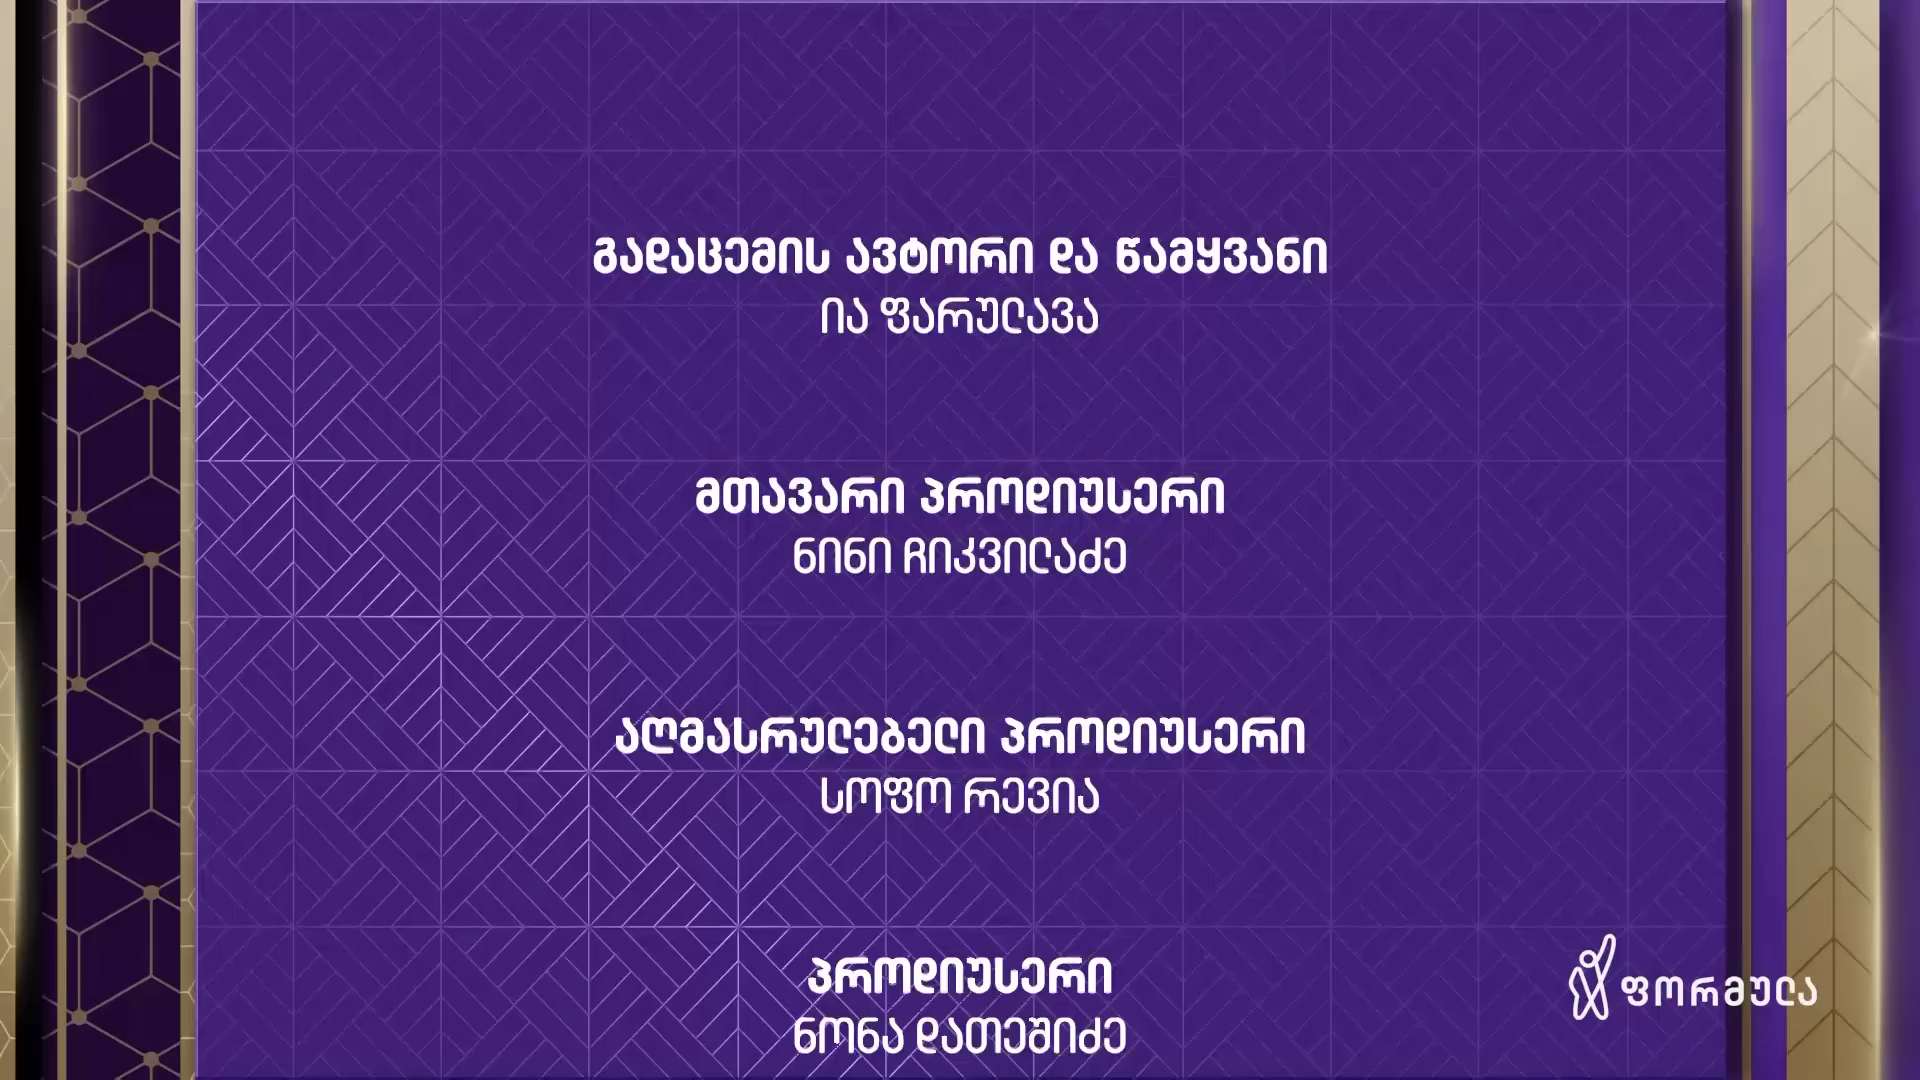 გადაცემის ავტორი და წამყვანი
ია ფარულავა
მთავარი პროდიუსერი
ნინი ჩიკვილაძე
აღმასრულებელი პროდიუსერი
სოფო რევია
პროდიუსერი
ნონა დათეშიძე
ფორმულა